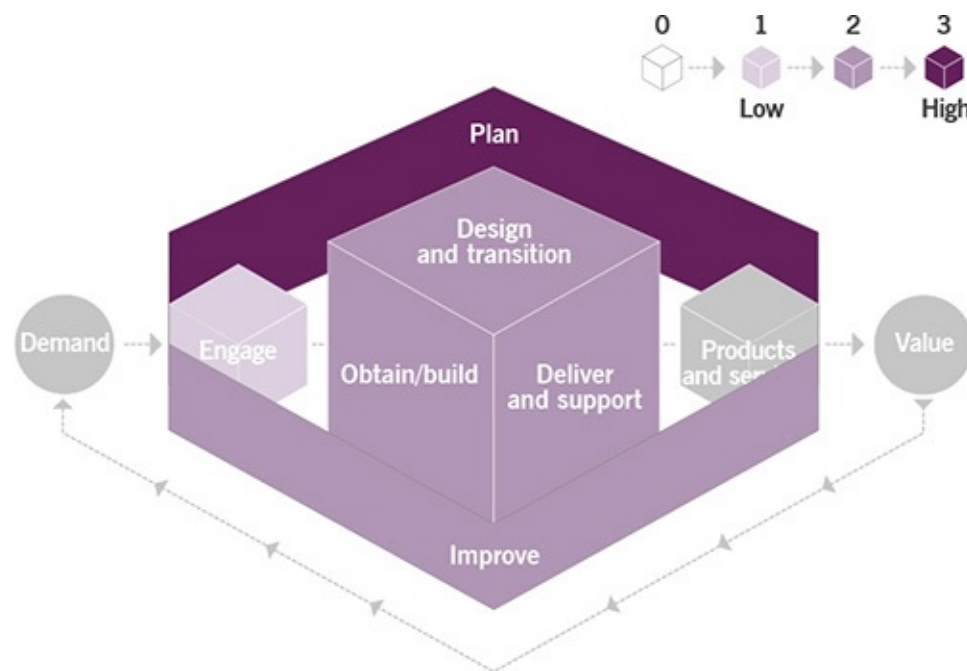 0 1 2 3
Low High
Plan
Design
and transition
Demand
Engage
Obtain/build
Deliver
and support
Products
and
Value
Improve